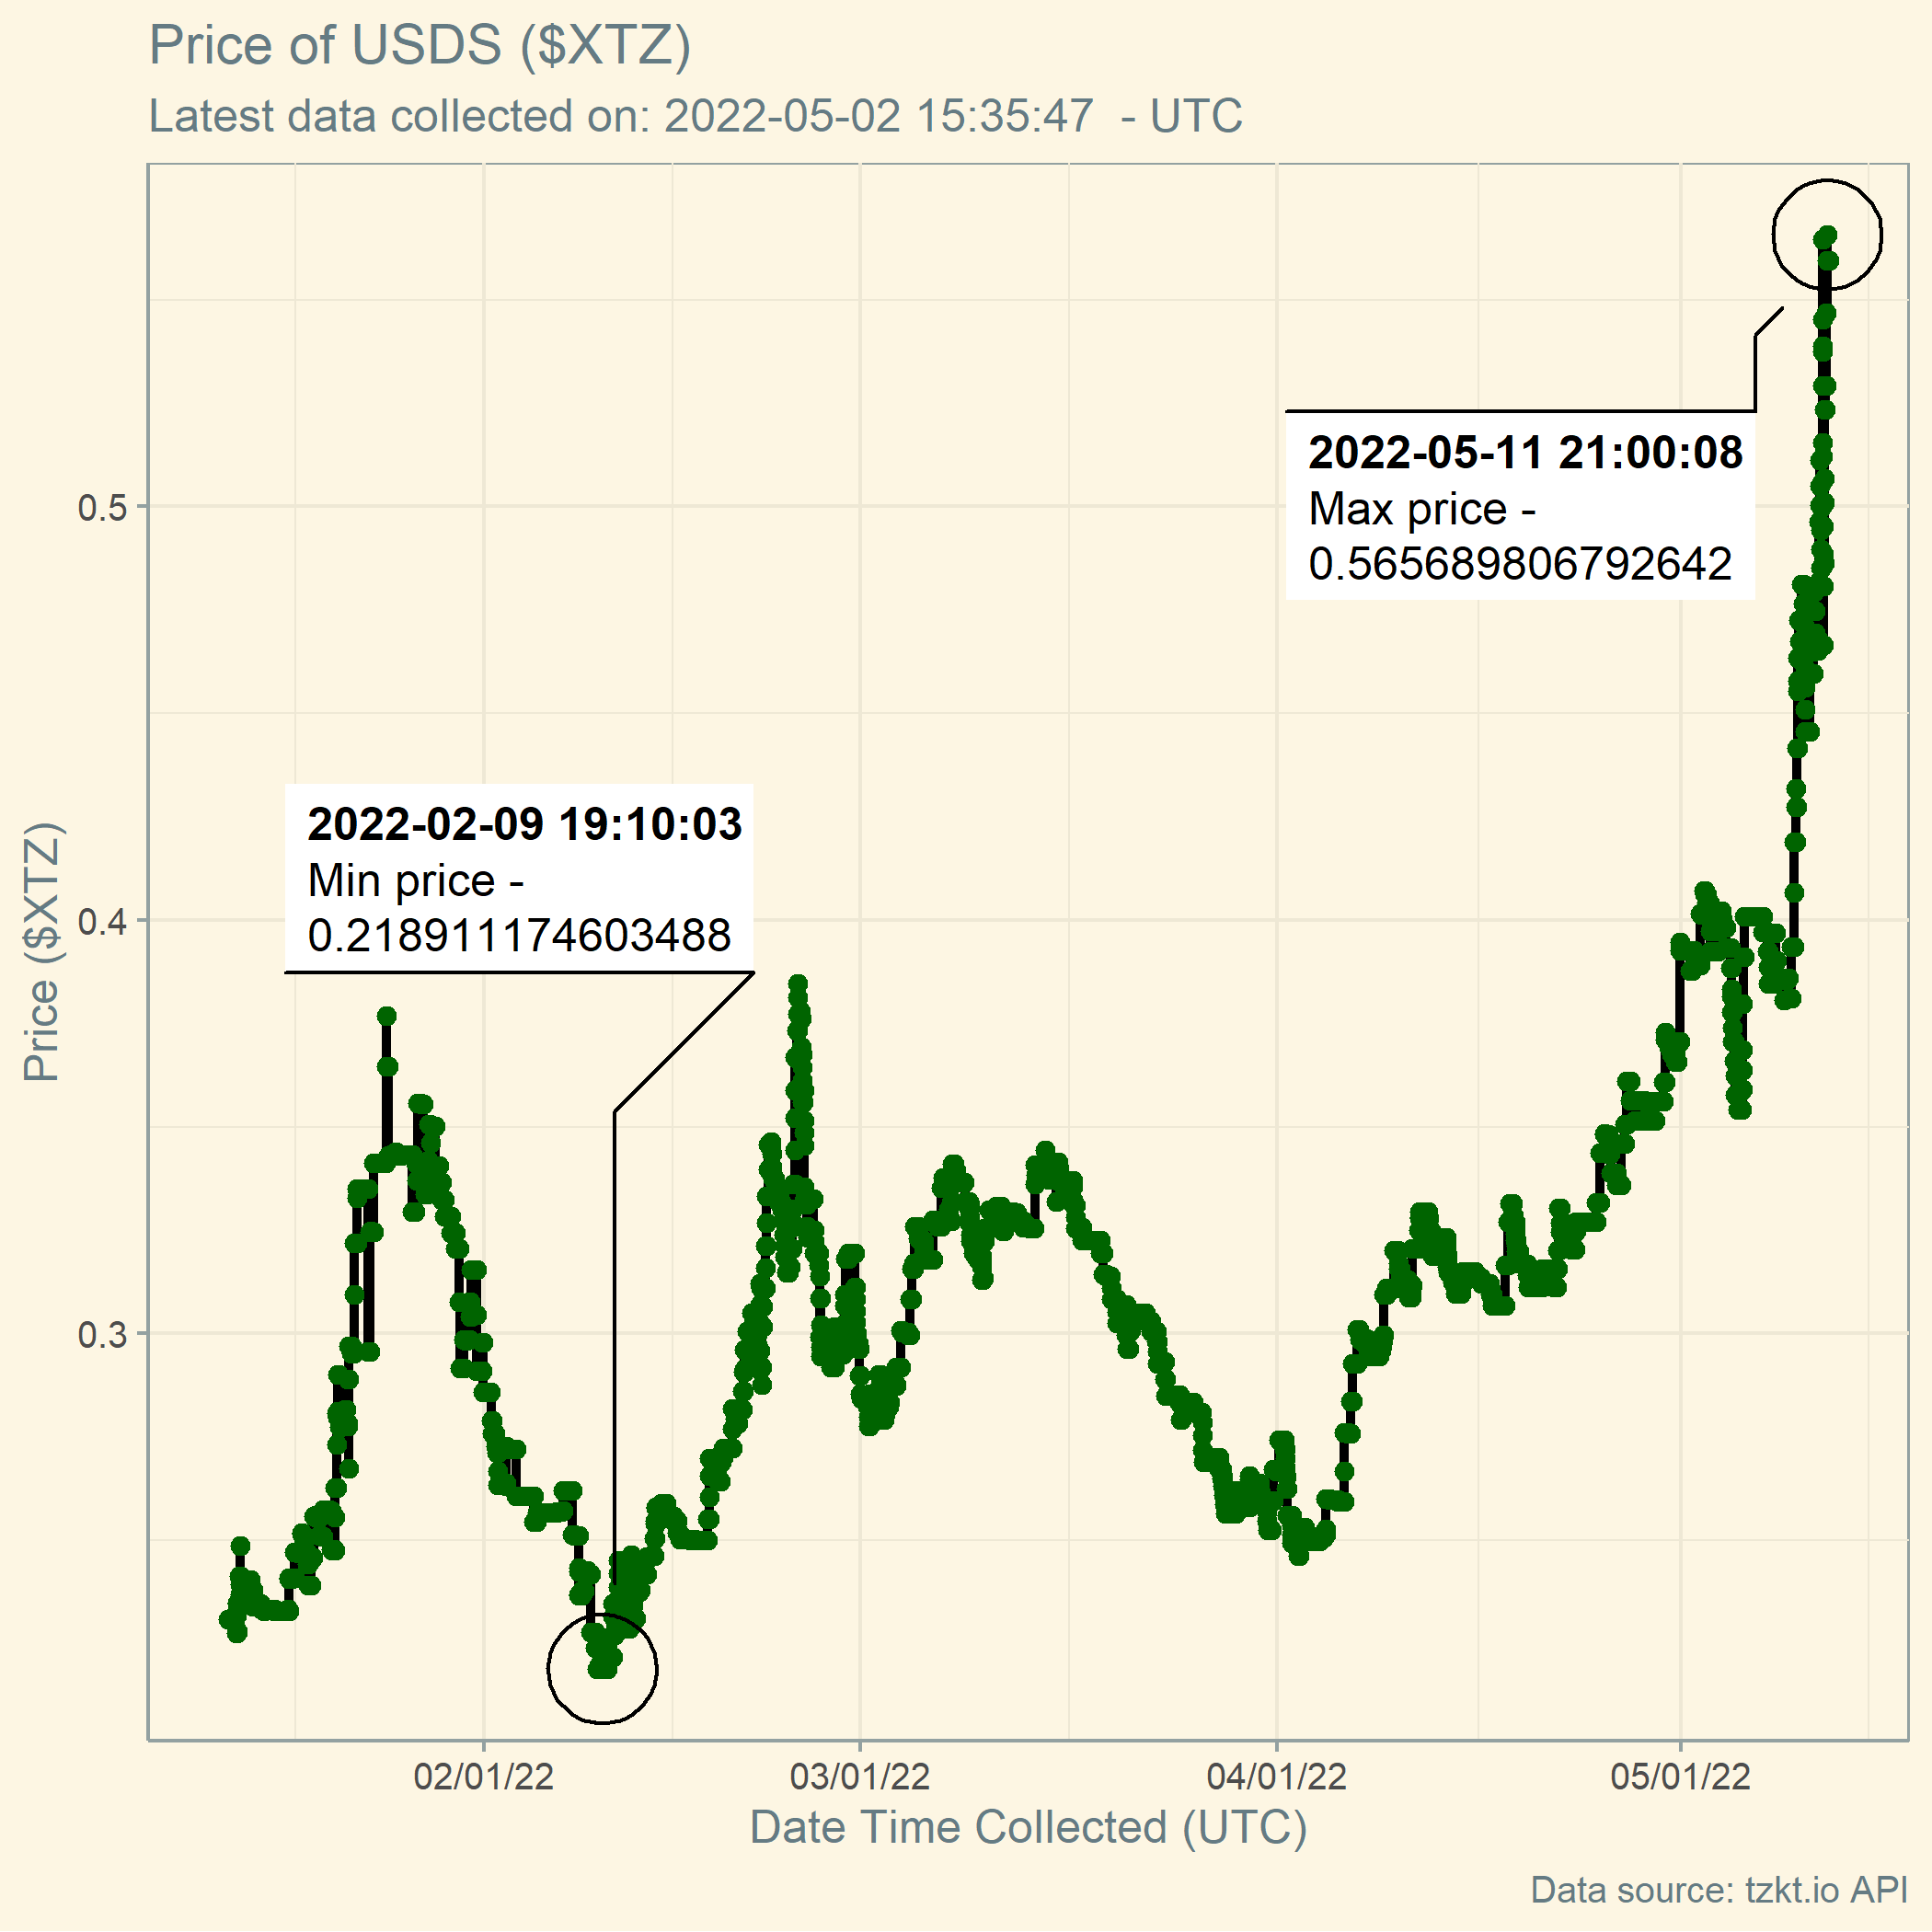 Price of USDS ($XTZ)
Latest data collected on: 2022-05-02 15:35:47  - UTC
2022-05-11 21:00:08
Max price -
0.565689806792642
0.5
2022-02-09 19:10:03
Min price -
0.218911174603488
0.4
0.3
Price ($XTZ)
02/01/22
03/01/22
04/01/22
05/01/22
Date Time Collected (UTC)
Data source: tzkt.io API